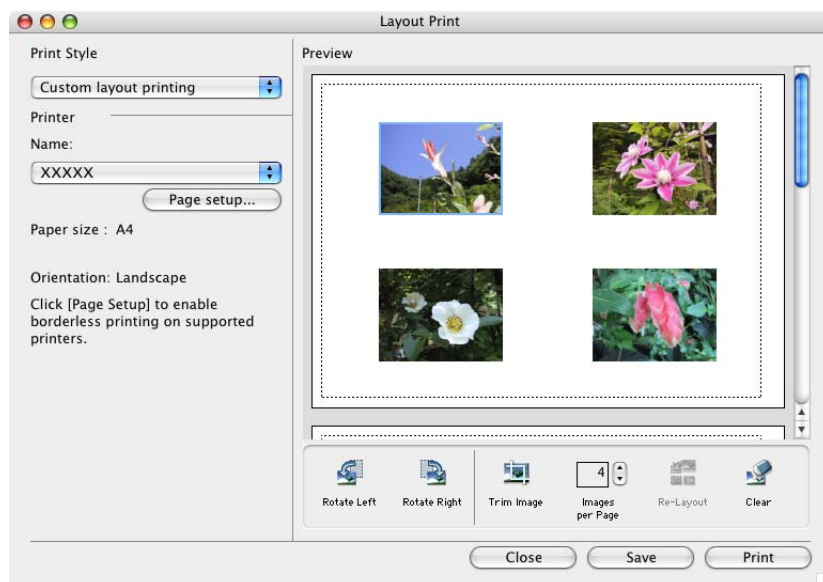 Layout Print
Print Style
Custom layout printing
Printer
Name:
XXXXX
Page setup...
Paper size : A4
Orientation: Landscape
Click [Page Setup] to enable
borderless printing on supported
printers.
Preview
Rotate Left
Rotate Right
Trim Image
4
Images
per Page
Re-Layout
Clear
Close
Save
Print